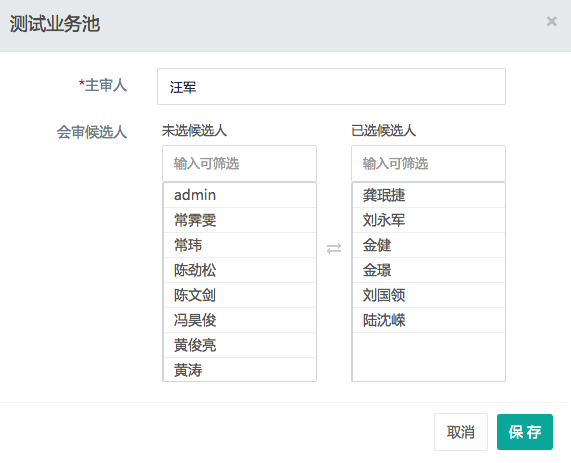 测试业务池
×
*主审人
汪军
会审候选人
未选候选人
已选候选人
输入可筛选
输入可筛选
admin
常霁雯
常玮
陈劲松
陈文剑
冯昊俊
黄俊亮
黄涛
龚珉捷
刘永军
金健
金璟
刘国领
陆沈嵘
取消
保 存